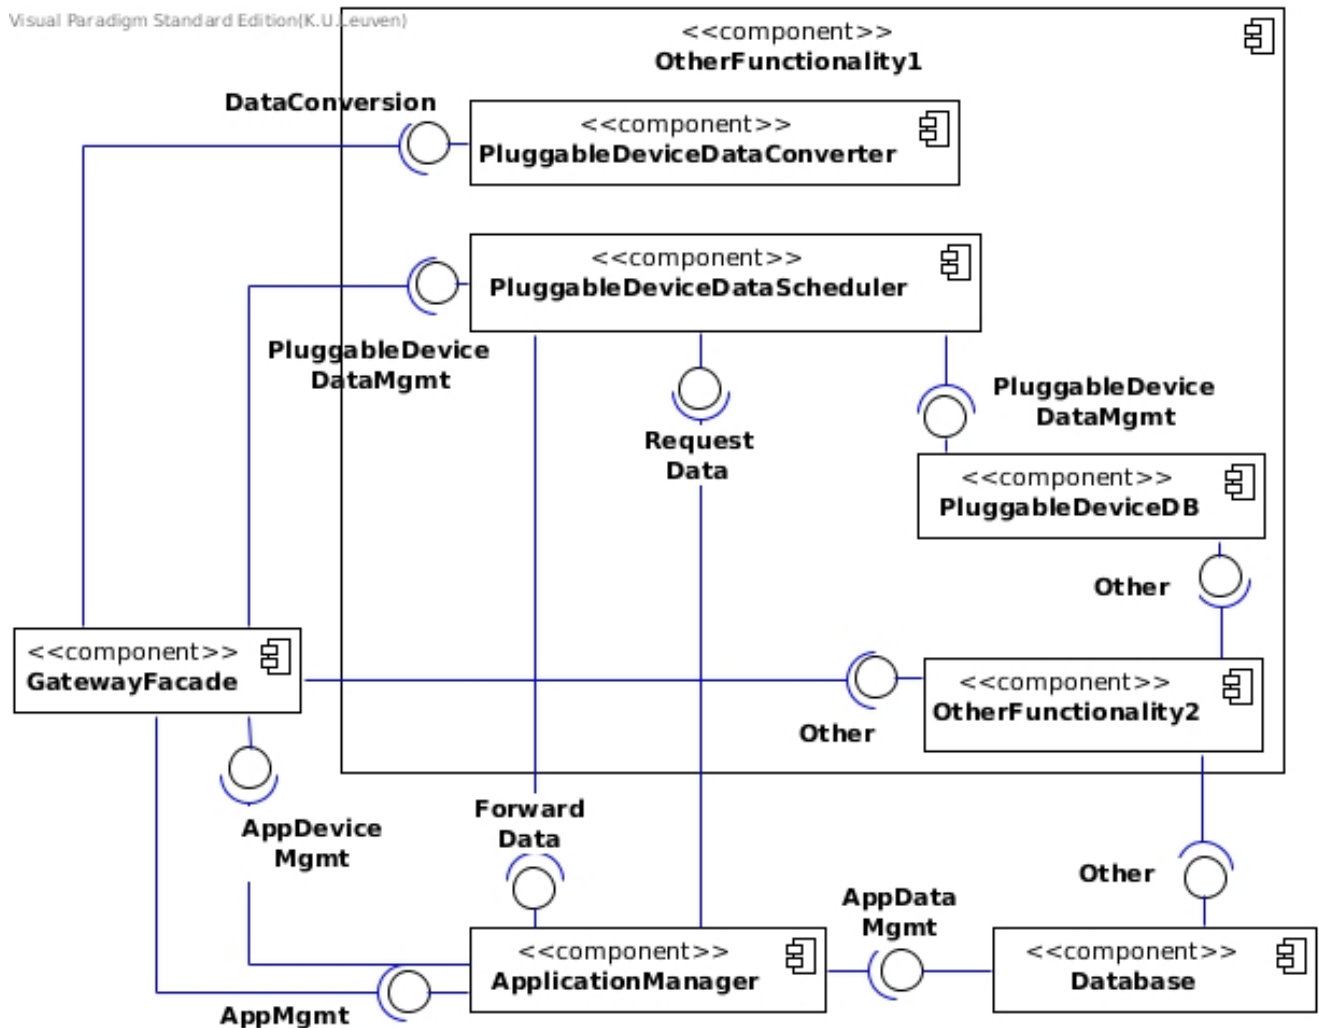 Visual Paradigm Standard Edition(K.U.Leuven)
<<component>>
OtherFunctionality1
DataConversion
<<component>>
PluggableDeviceDataConverter
<<component>>
PluggableDeviceDataScheduler
PluggableDevice
DataMgmt
PluggableDevice
DataMgmt
Request
Data
<<component>>
PluggableDeviceDB
Other
<<component>>
GatewayFacade
<<component>>
OtherFunctionality2
Other
Forward
Data
AppDevice
Mgmt
Other
AppData
Mgmt
<<component>>
ApplicationManager
<<component>>
Database
AppMgmt